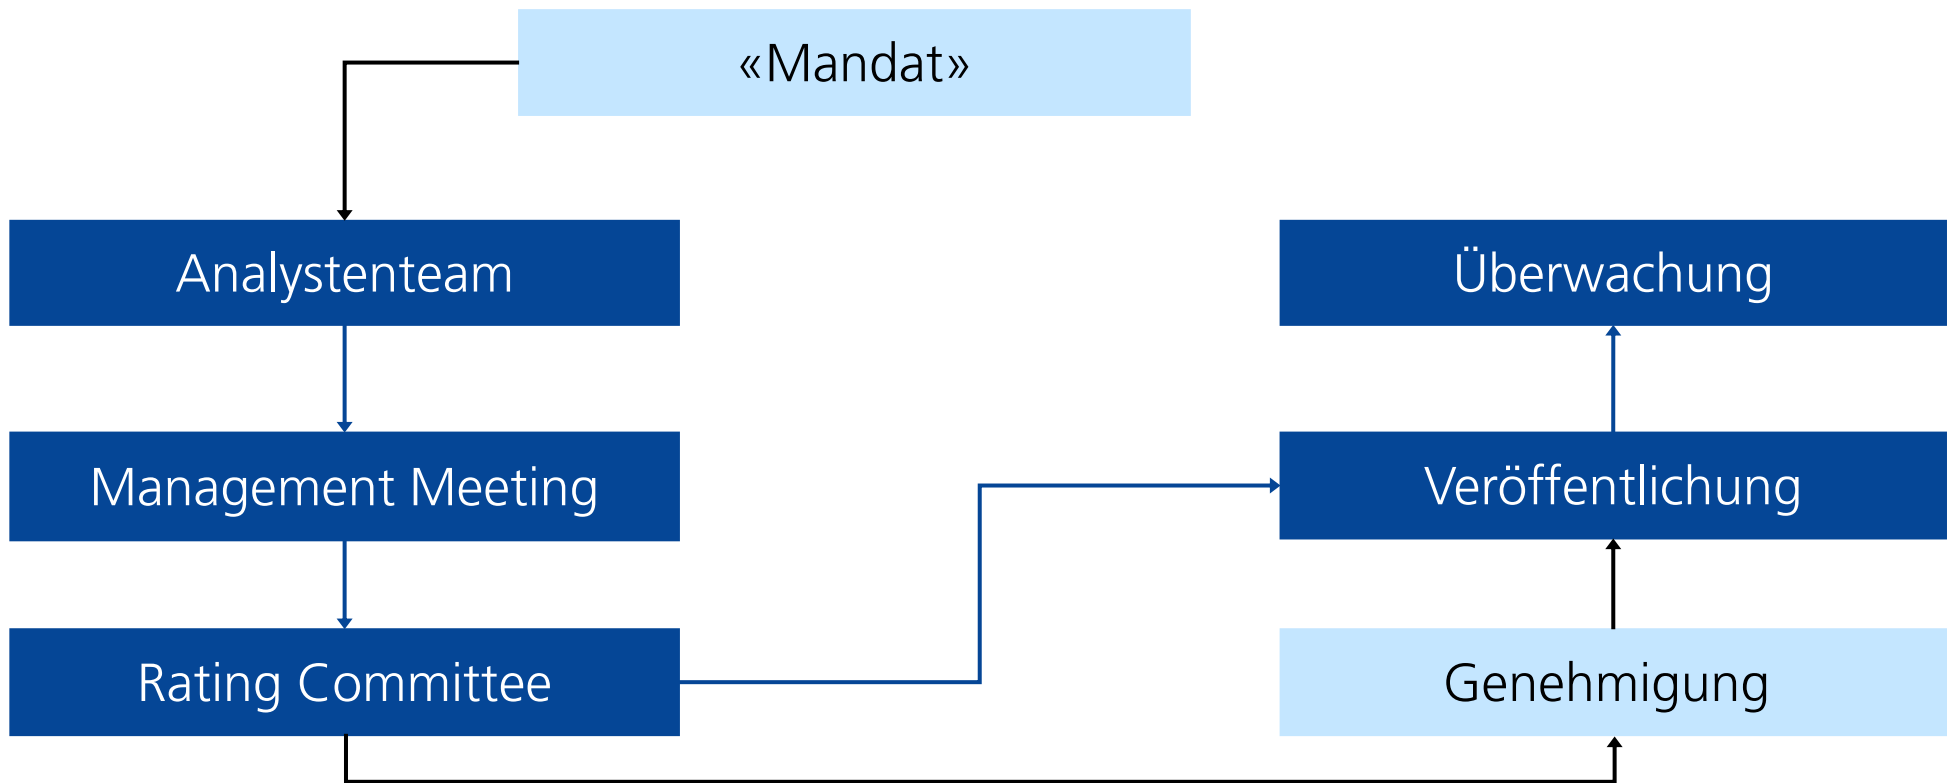 «Mandat»
Analystenteam
Management Meeting
Rating Committee
Überwachung
Veröffentlichung
Genehmigung